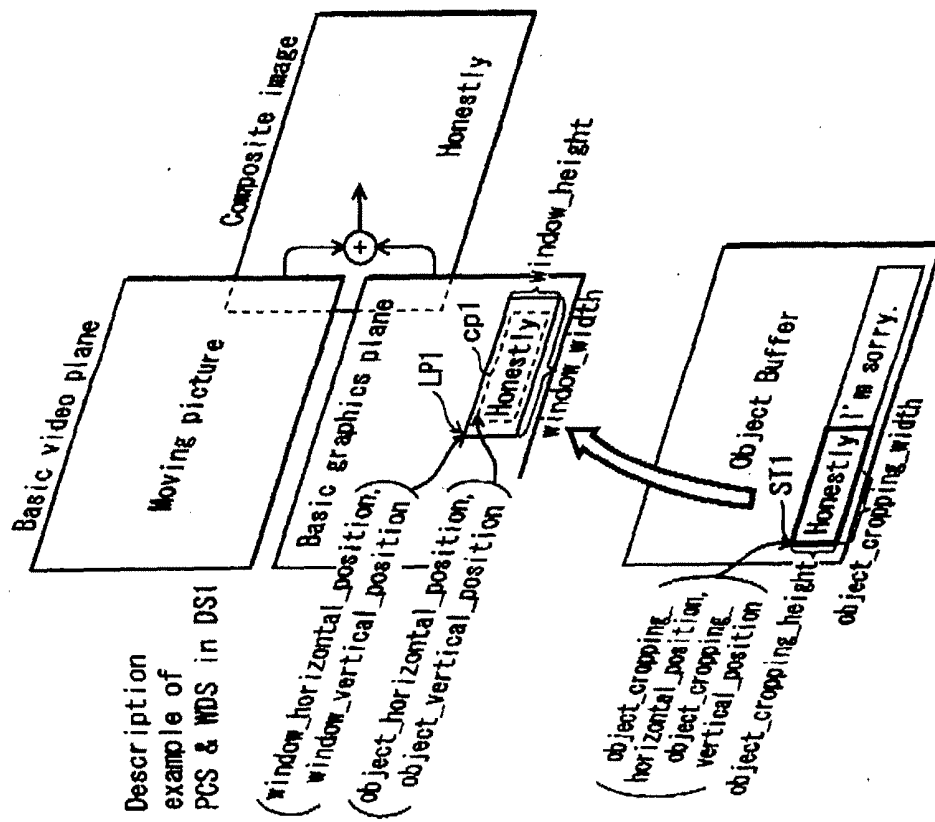 Description
example of
PCS & WDS in DS1
Basic video plane
Moving picture
Composite image
Honestly
Basic graphics plane
(window_horizontal_position,
window_vertical_position)
(object_horizontal_position,
object_vertical_position)
LP1
cp1
Honestly
window_height
window_width
Object Buffer
ST1
Honestly
I'm sorry.
(object_cropping_
horizontal_position,
object_cropping_
vertical_position)
object_cropping_height
object_cropping_width